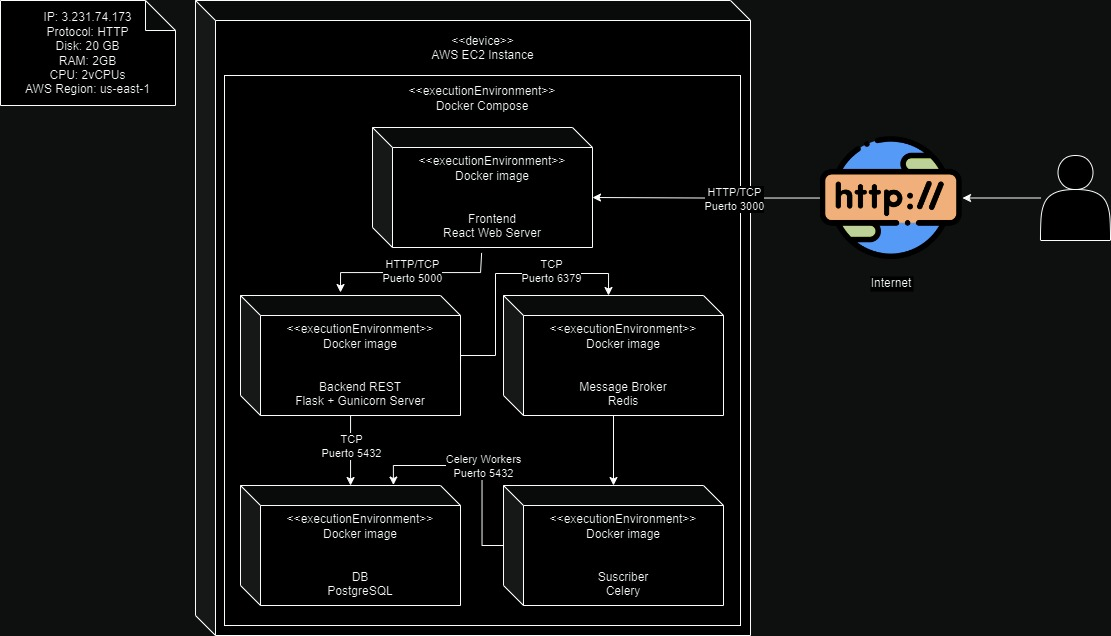 IP: 3.231.74.173
Protocol: HTTP
Disk: 20 GB
RAM: 2GB
CPU: 2vCPUs
AWS Region: us-east-1
<<device>>
AWS EC2 Instance
<<executionEnvironment>>
Docker Compose
<<executionEnvironment>>
Docker image
Frontend
React Web Server
HTTP/TCP
Puerto 3000
http://
Internet
HTTP/TCP
Puerto 5000
TCP
Puerto 6379
<<executionEnvironment>>
Docker image
Backend REST
Flask + Gunicorn Server
<<executionEnvironment>>
Docker image
Message Broker
Redis
TCP
Puerto 5432
Celery Workers
Puerto 5432
<<executionEnvironment>>
Docker image
DB
PostgreSQL
<<executionEnvironment>>
Docker image
Suscriber
Celery